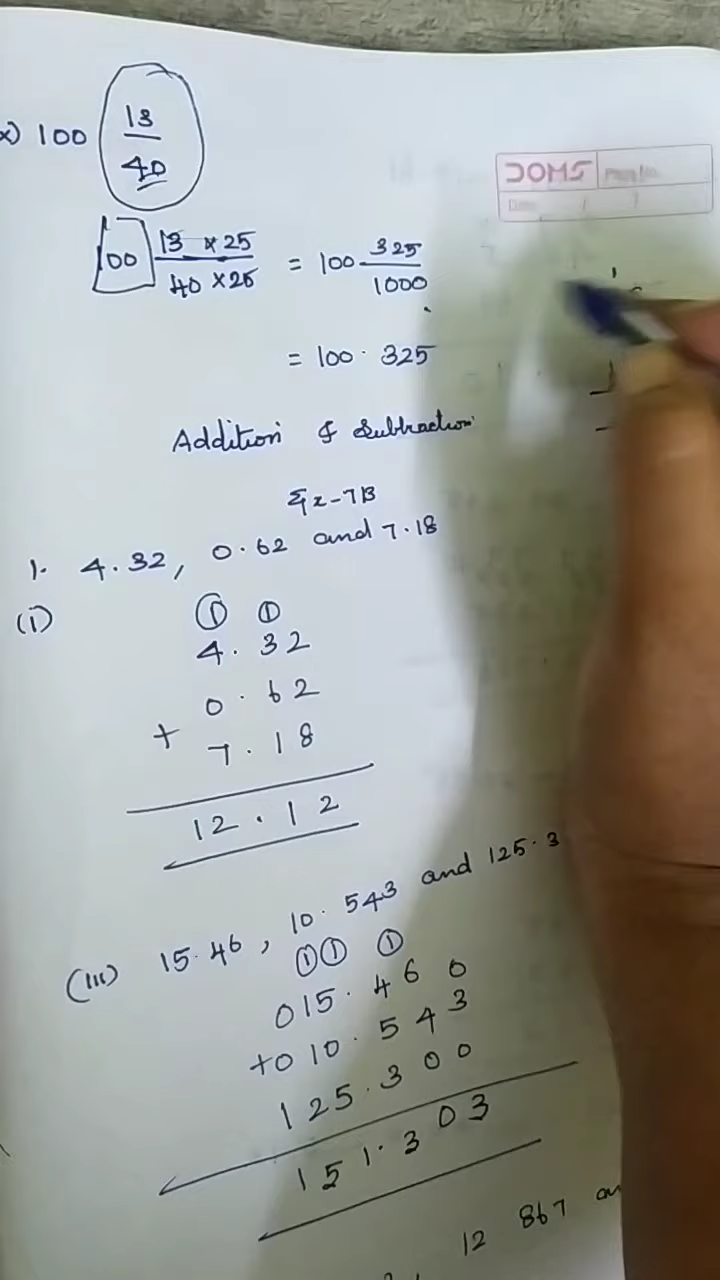 x) 100 13/40
DOMS
100 13 × 25 / 40 × 25 = 100 325/1000
= 100.325
Addition & Subtraction
Ex-7B
1. 4.32, 0.62 and 7.18
(i)
① ①
4.32
0.62
+ 7.18
12.12
(iii) 15.46, 10.543 and 125.3
①① ①
015.460
+010.543
125.300
151.303
12 867